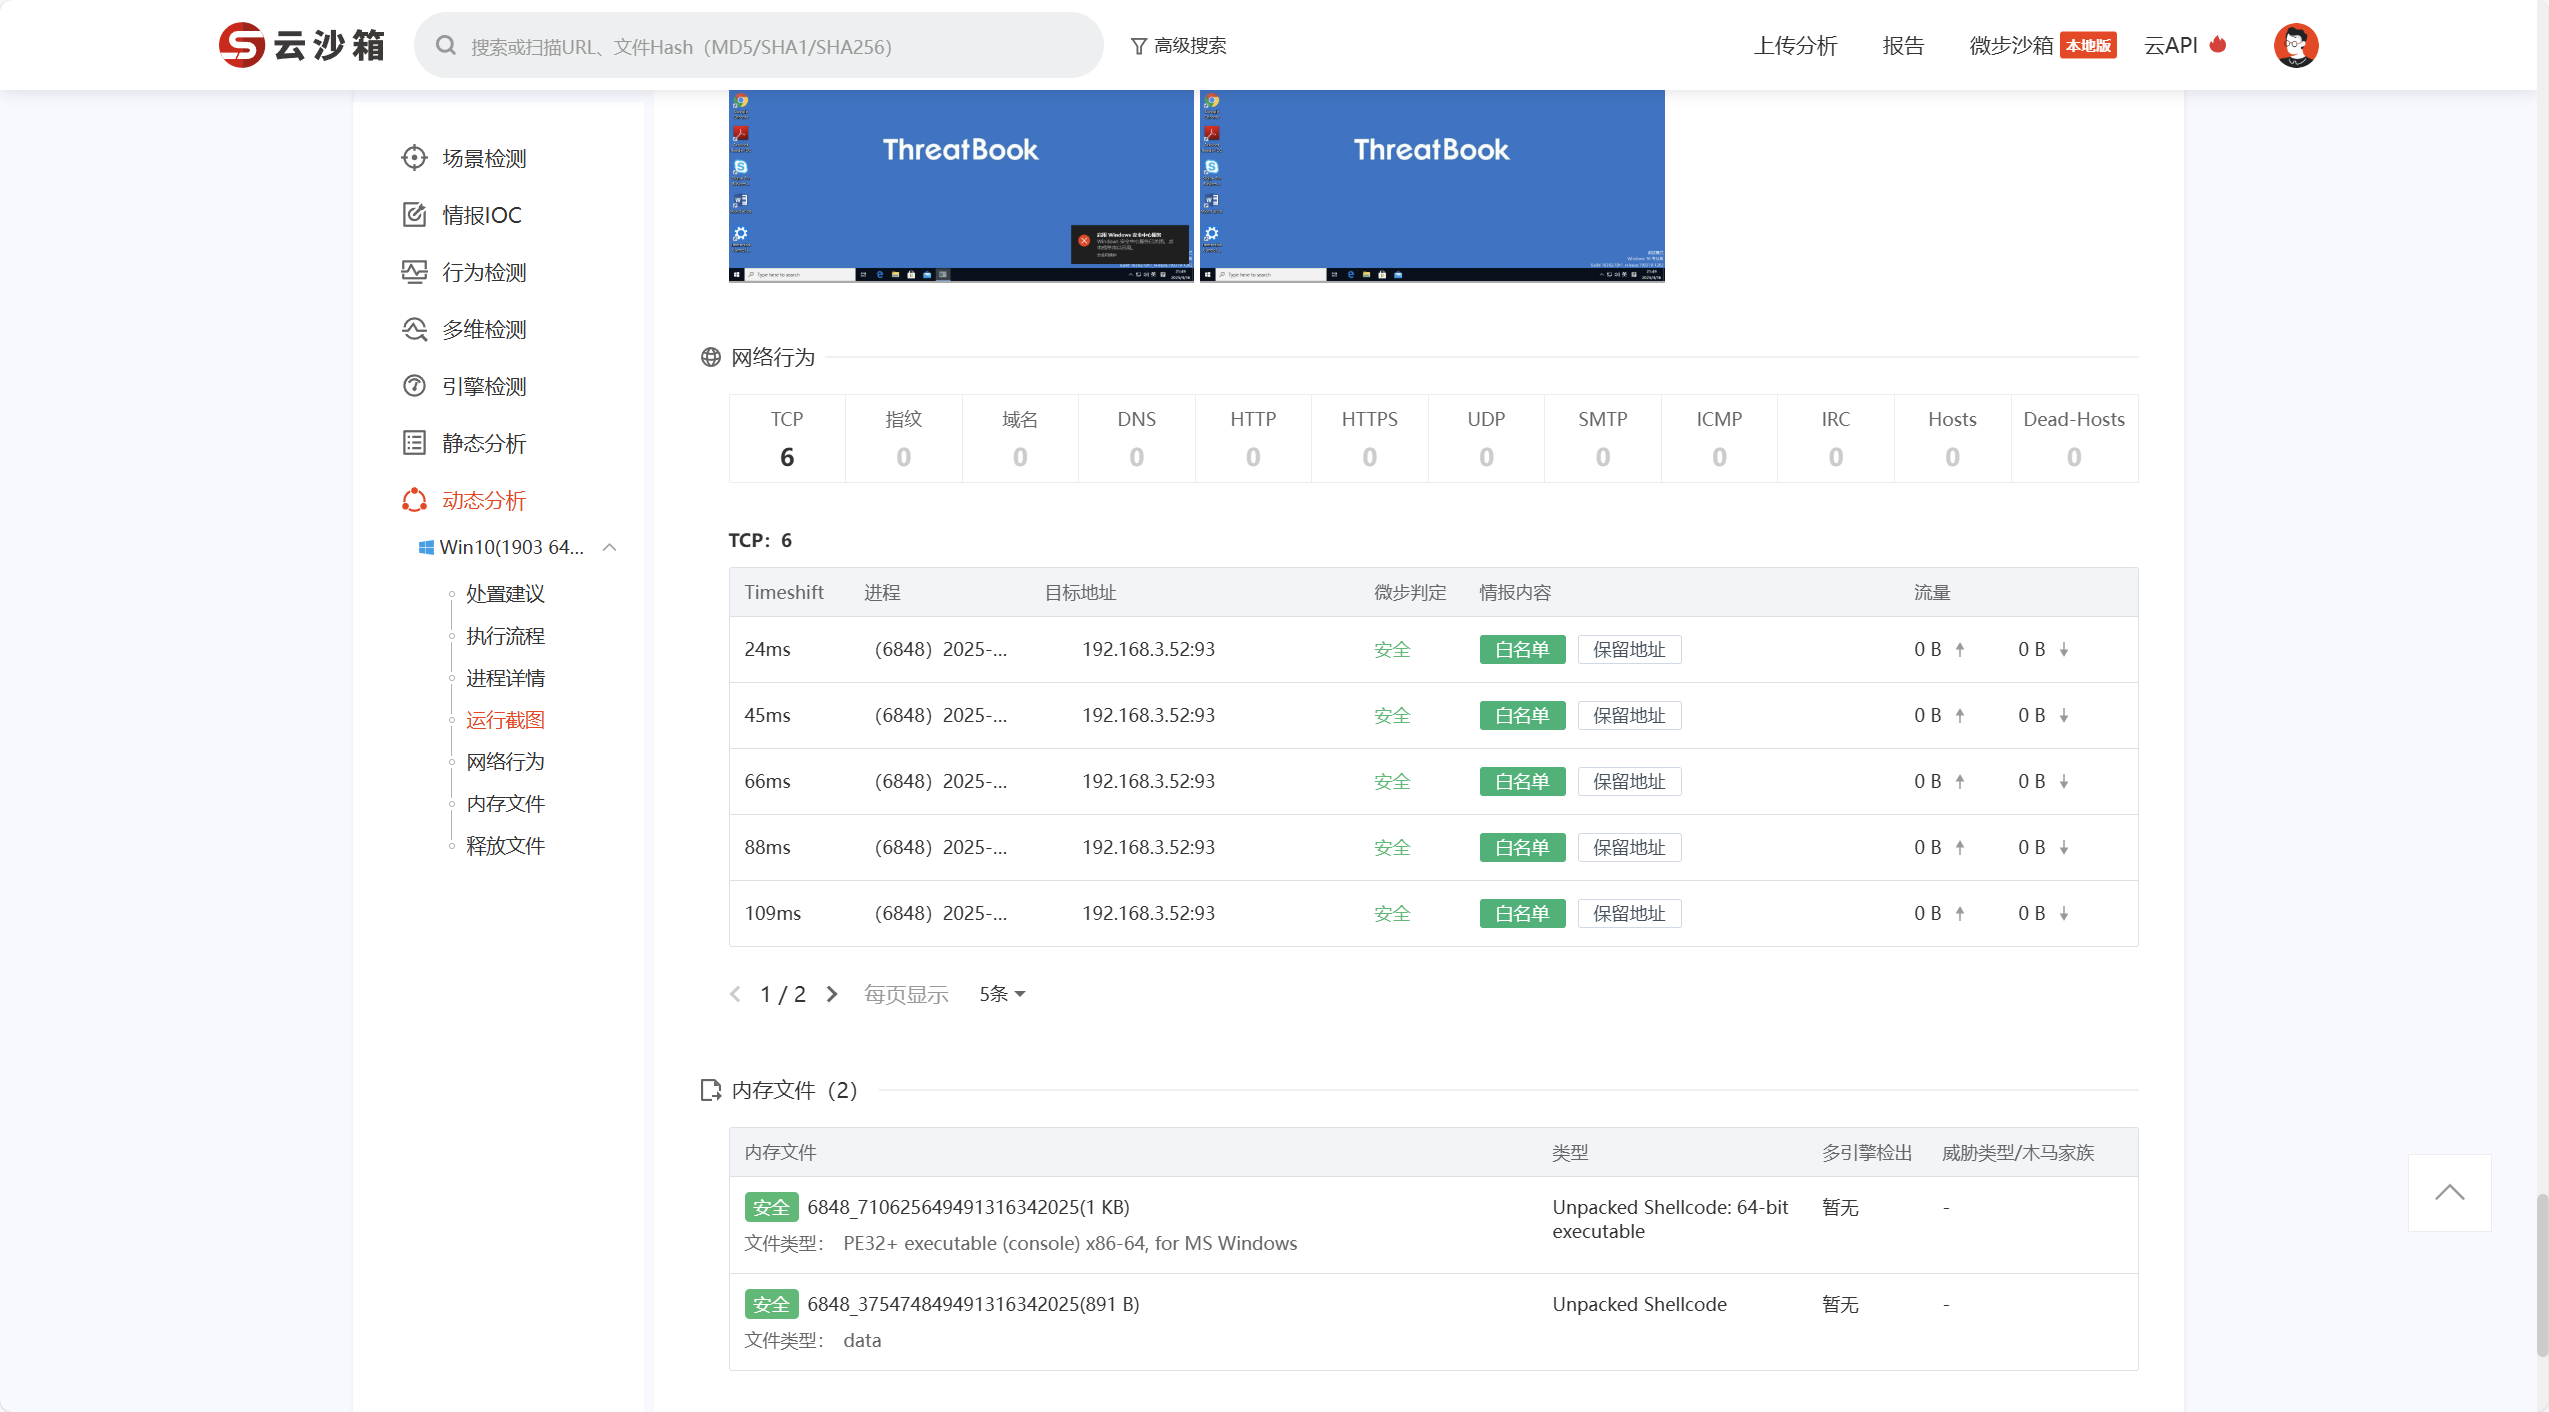 云沙箱
搜索或扫描URL、文件Hash（MD5/SHA1/SHA256）
高级搜索
上传分析
报告
微步沙箱 本地版
云API
场景检测
情报IOC
行为检测
多维检测
引擎检测
静态分析
动态分析
Win10(1903 64...
处置建议
执行流程
进程详情
运行截图
网络行为
内存文件
释放文件
ThreatBook
Type here to search
ThreatBook
Type here to search
网络行为
TCP 指纹 域名 DNS HTTP HTTPS UDP SMTP ICMP IRC Hosts Dead-Hosts
6 0 0 0 0 0 0 0 0 0 0 0
TCP：6
Timeshift 进程 目标地址 微步判定 情报内容 流量
24ms （6848）2025-... 192.168.3.52:93 安全 白名单 保留地址 0 B 0 B
45ms （6848）2025-... 192.168.3.52:93 安全 白名单 保留地址 0 B 0 B
66ms （6848）2025-... 192.168.3.52:93 安全 白名单 保留地址 0 B 0 B
88ms （6848）2025-... 192.168.3.52:93 安全 白名单 保留地址 0 B 0 B
109ms （6848）2025-... 192.168.3.52:93 安全 白名单 保留地址 0 B 0 B
1 / 2 每页显示 5条
内存文件（2）
内存文件 类型 多引擎检出 威胁类型/木马家族
安全 6848_710625649491316342025(1 KB) Unpacked Shellcode: 64-bit executable 暂无 -
文件类型： PE32+ executable (console) x86-64, for MS Windows
安全 6848_375474849491316342025(891 B) Unpacked Shellcode 暂无 -
文件类型： data